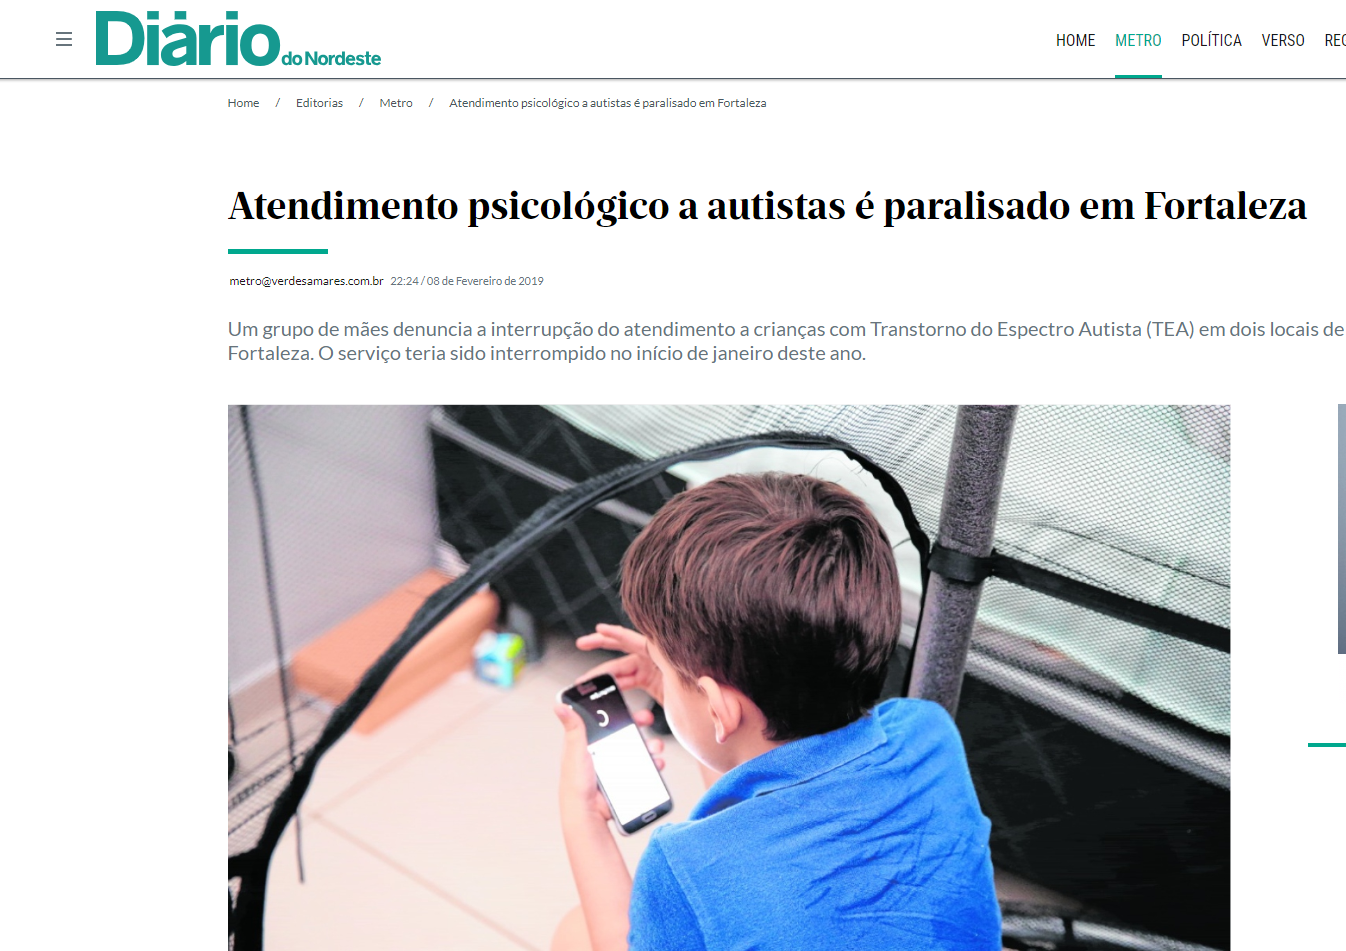 Diário do Nordeste
HOME METRO POLÍTICA VERSO
Home / Editorias / Metro / Atendimento psicológico a autistas é paralisado em Fortaleza
Atendimento psicológico a autistas é paralisado em Fortaleza
metro@verdesamares.com.br 22:24 / 08 de Fevereiro de 2019
Um grupo de mães denuncia a interrupção do atendimento a crianças com Transtorno do Espectro Autista (TEA) em dois locais de
Fortaleza. O serviço teria sido interrompido no início de janeiro deste ano.